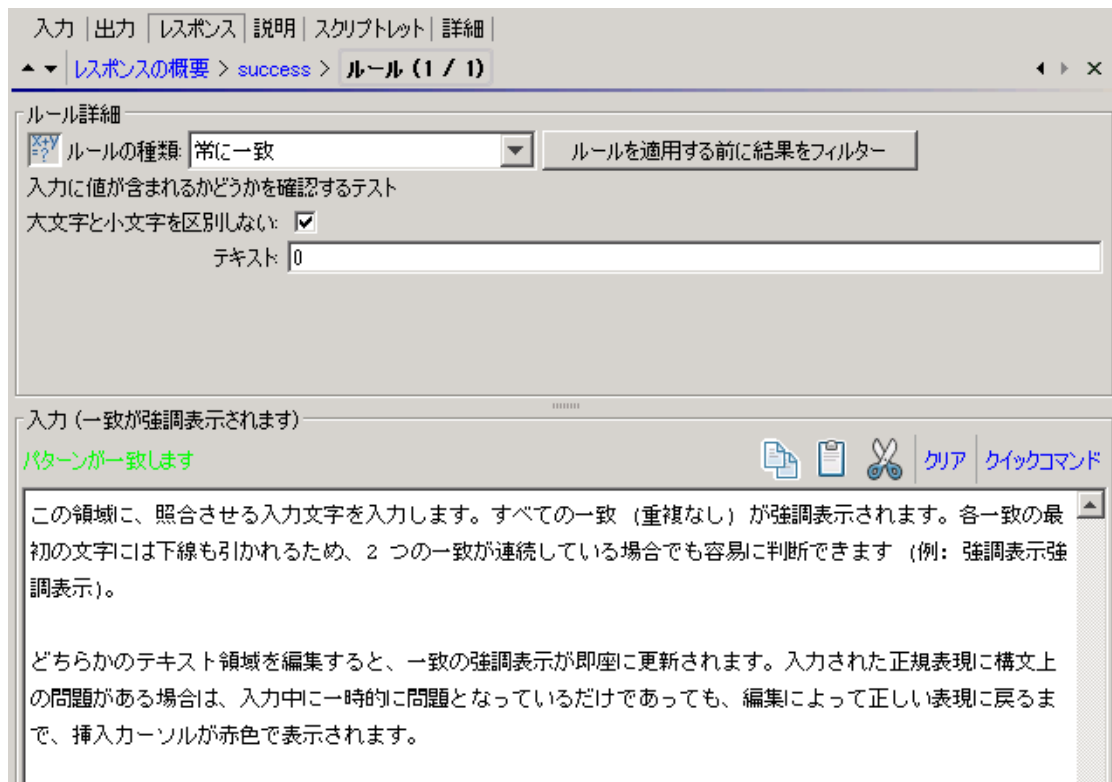 入力 出力 レスポンス 説明 スクリプトレット 詳細
レスポンスの概要 > success > ルール (1 / 1)
ルール詳細
X+Y =? ルールの種類: 常に一致 ルールを適用する前に結果をフィルター
入力に値が含まれるかどうかを確認するテスト
大文字と小文字を区別しない:
テキスト: 0
入力 (一致が強調表示されます)
パターンが一致します クリア クイックコマンド
この領域に、照合させる入力文字を入力します。すべての一致 (重複なし) が強調表示されます。各一致の最
初の文字には下線も引かれるため、2 つの一致が連続している場合でも容易に判断できます (例: 強調表示強
調表示)。
どちらかのテキスト領域を編集すると、一致の強調表示が即座に更新されます。入力された正規表現に構文上
の問題がある場合は、入力中に一時的に問題となっているだけであっても、編集によって正しい表現に戻るま
で、挿入カーソルが赤色で表示されます。